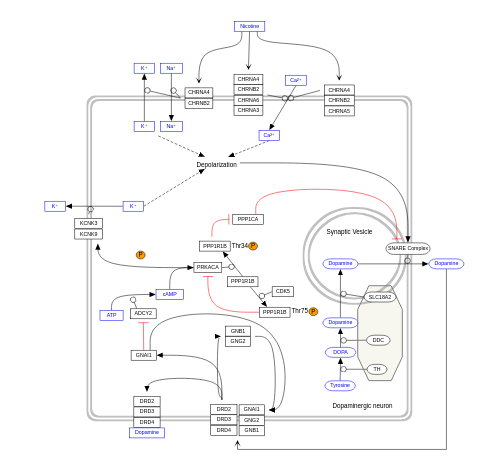 Nicotine
K⁺
Na⁺
Ca²⁺
CHRNA4
CHRNB2
CHRNA4
CHRNB2
CHRNA6
CHRNA3
CHRNA4
CHRNB2
CHRNA5
K⁺
Na⁺
Ca²⁺
Depolarization
K⁺
K⁺
KCNK3
KCNK9
PPP1CA
Synaptic Vesicle
PPP1R1B Thr34 P
SNARE Complex
P
PRKACA
Dopamine
Dopamine
PPP1R1B
CDK5
cAMP
SLC18A2
ATP
ADCY2
PPP1R1B Thr75 P
Dopamine
GNB1
GNG2
DDC
GNAI1
DOPA
TH
Tyrosine
DRD2
DRD3
DRD4
Dopamine
DRD2
DRD3
DRD4
GNAI1
GNG2
GNB1
Dopaminergic neuron